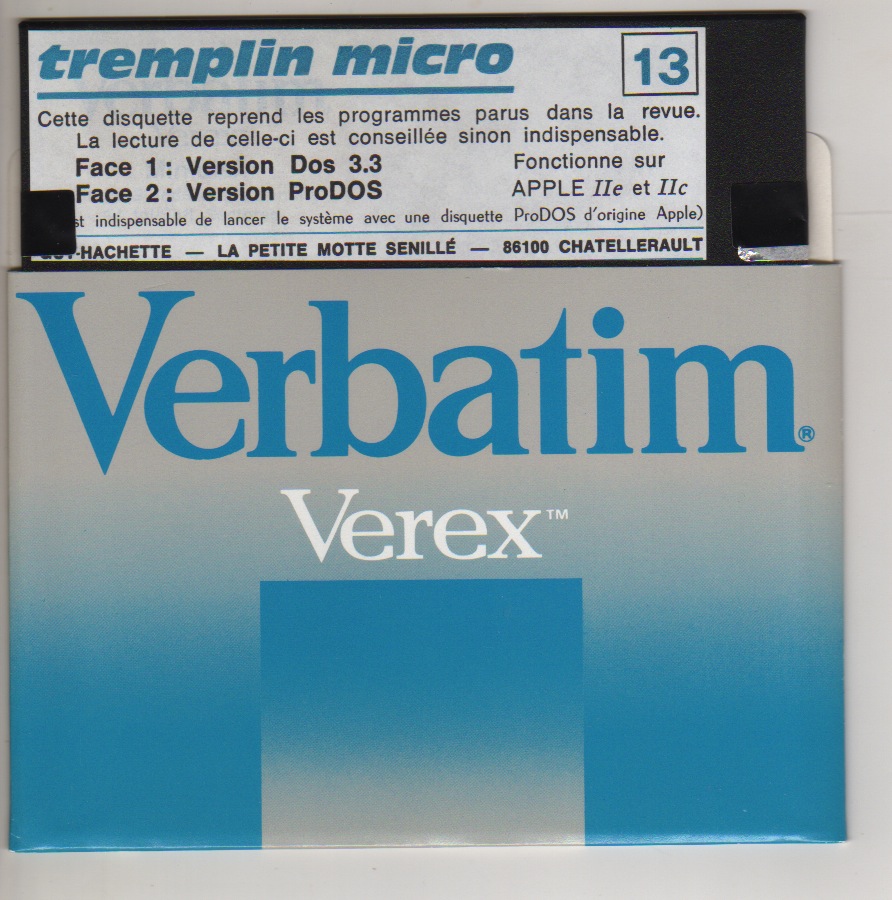 tremplin micro
13
Cette disquette reprend les programmes parus dans la revue.
La lecture de celle-ci est conseillée sinon indispensable.
Face 1 : Version Dos 3.3
Fonctionne sur
Face 2 : Version ProDOS
APPLE IIe et IIc
st indispensable de lancer le système avec une disquette ProDOS d'origine Apple)
-HACHETTE — LA PETITE MOTTE SENILLÉ — 86100 CHATELLERAULT
Verbatim®
Verex™